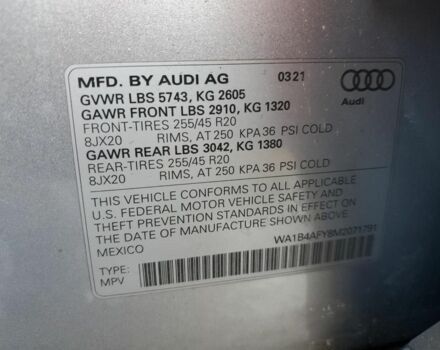 MFD. BY AUDI AG 03 21
GVWR LBS 5743, KG 2605
GAWR FRONT LBS 2910, KG 1320
FRONT-TIRES 255/45 R20
8JX20 RIMS, AT 250 KPA 36 PSI COLD
GAWR REAR LBS 3042, KG 1380
REAR-TIRES 255/45 R20
8JX20 RIMS, AT 250 KPA 36 PSI COLD
Audi
THIS VEHICLE CONFORMS TO ALL APPLICABLE
U.S. FEDERAL MOTOR VEHICLE SAFETY AND
THEFT PREVENTION STANDARDS IN EFFECT ON THE
DATE OF MANUFACTURE SHOWN ABOVE.
MEXICO
WA1B4AFY8M2071791
TYPE:
MPV